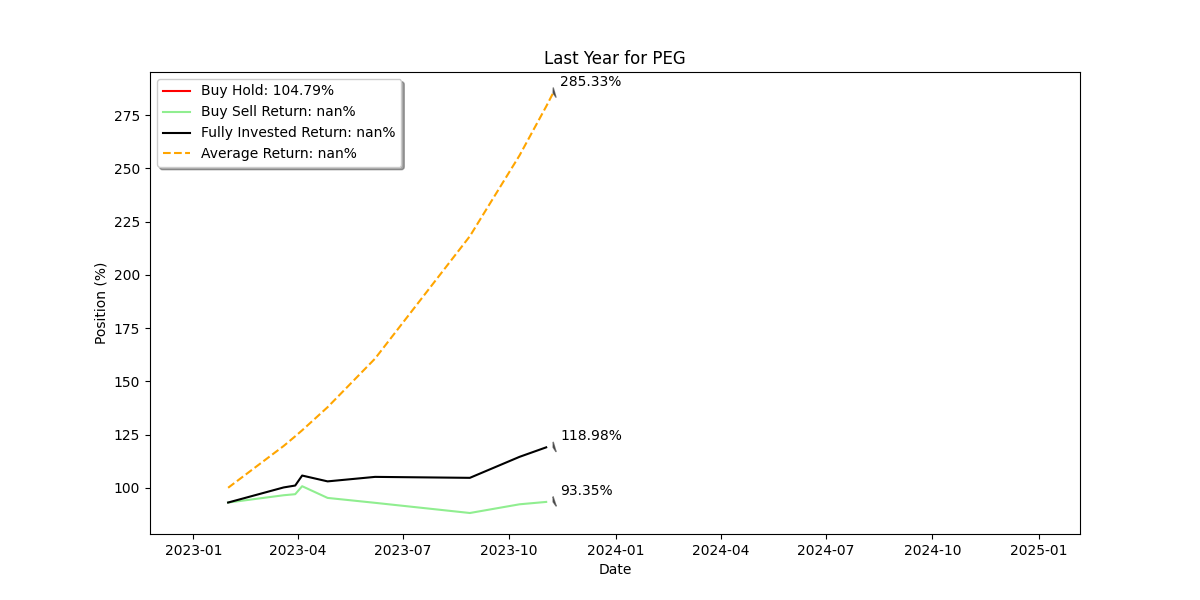 Last Year for PEG
285.33%
Buy Hold: 104.79%
Buy Sell Return: nan%
Fully Invested Return: nan%
Average Return: nan%
275
250
225
200
175
150
125
100
Position (%)
118.98%
93.35%
2023-01 2023-04 2023-07 2023-10 2024-01 2024-04 2024-07 2024-10 2025-01
Date